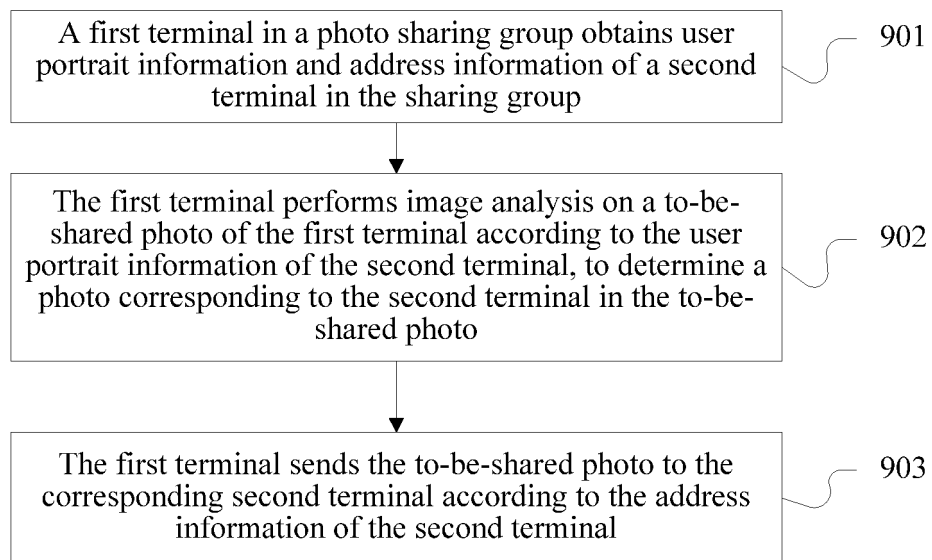 A first terminal in a photo sharing group obtains user
portrait information and address information of a second
terminal in the sharing group
901
The first terminal performs image analysis on a to-be-
shared photo of the first terminal according to the user
portrait information of the second terminal, to determine a
photo corresponding to the second terminal in the to-be-
shared photo
902
The first terminal sends the to-be-shared photo to the
corresponding second terminal according to the address
information of the second terminal
903